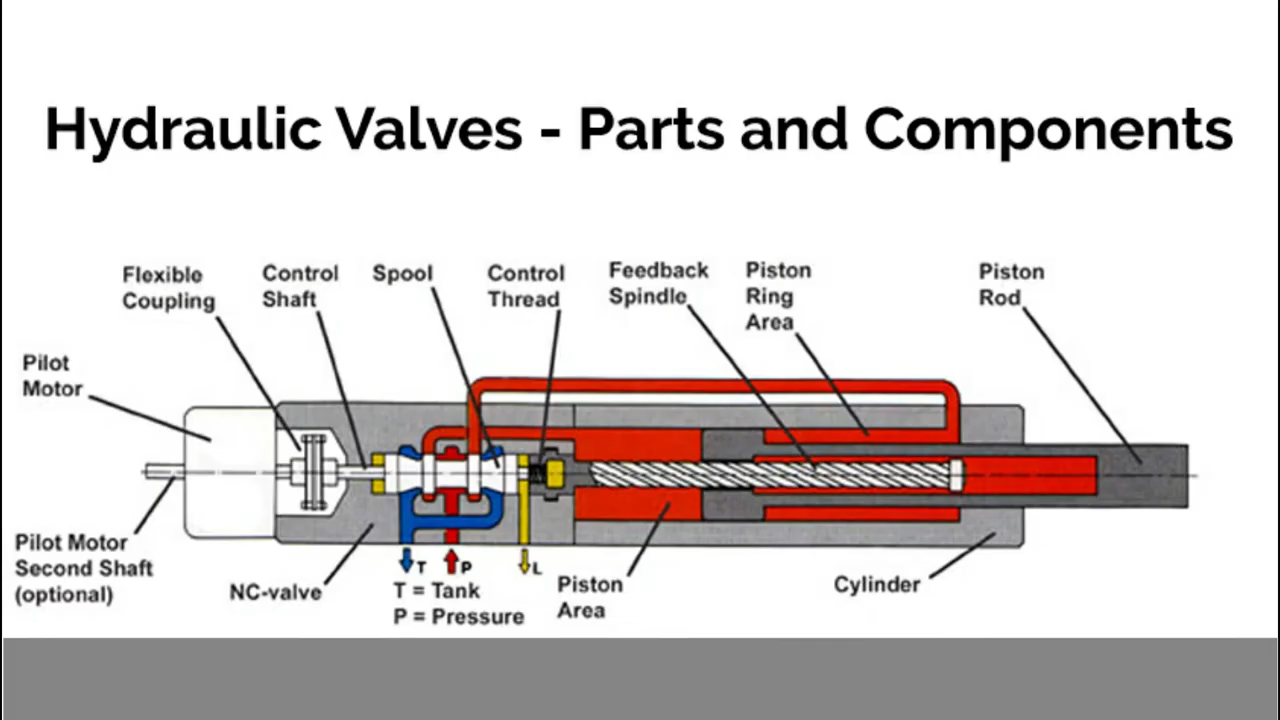 Hydraulic Valves - Parts and Components
Flexible
Coupling
Control
Shaft
Spool
Control
Thread
Feedback
Spindle
Piston
Ring
Area
Piston
Rod
Pilot
Motor
Pilot Motor
Second Shaft
(optional)
NC-valve
T
P
L
T = Tank
P = Pressure
Piston
Area
Cylinder